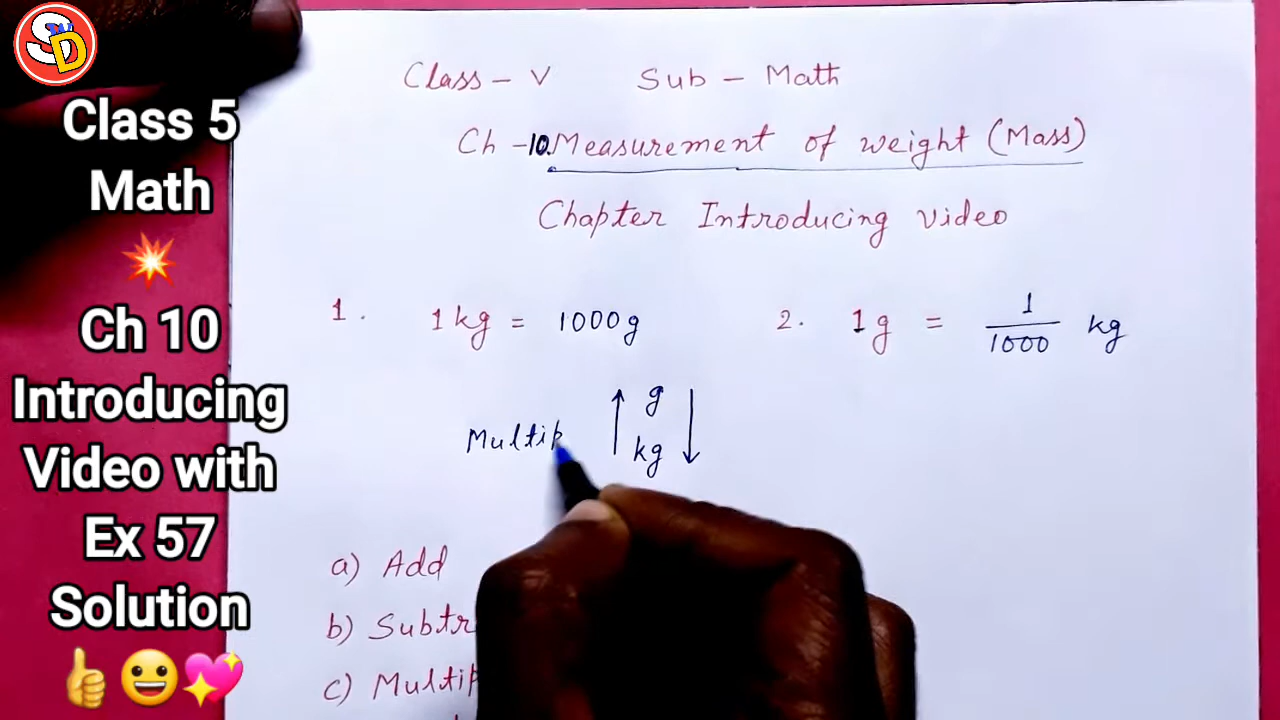 SD
Class 5
Math
💥
Ch 10
Introducing
Video with
Ex 57
Solution
👍😀💖
Class - V Sub - Math
Ch - 10. Measurement of weight (Mass)
Chapter Introducing video
1. 1 kg = 1000 g 2. 1 g = 1/1000 kg
g
Multip
kg
a) Add
b) Subtr
c) Multip